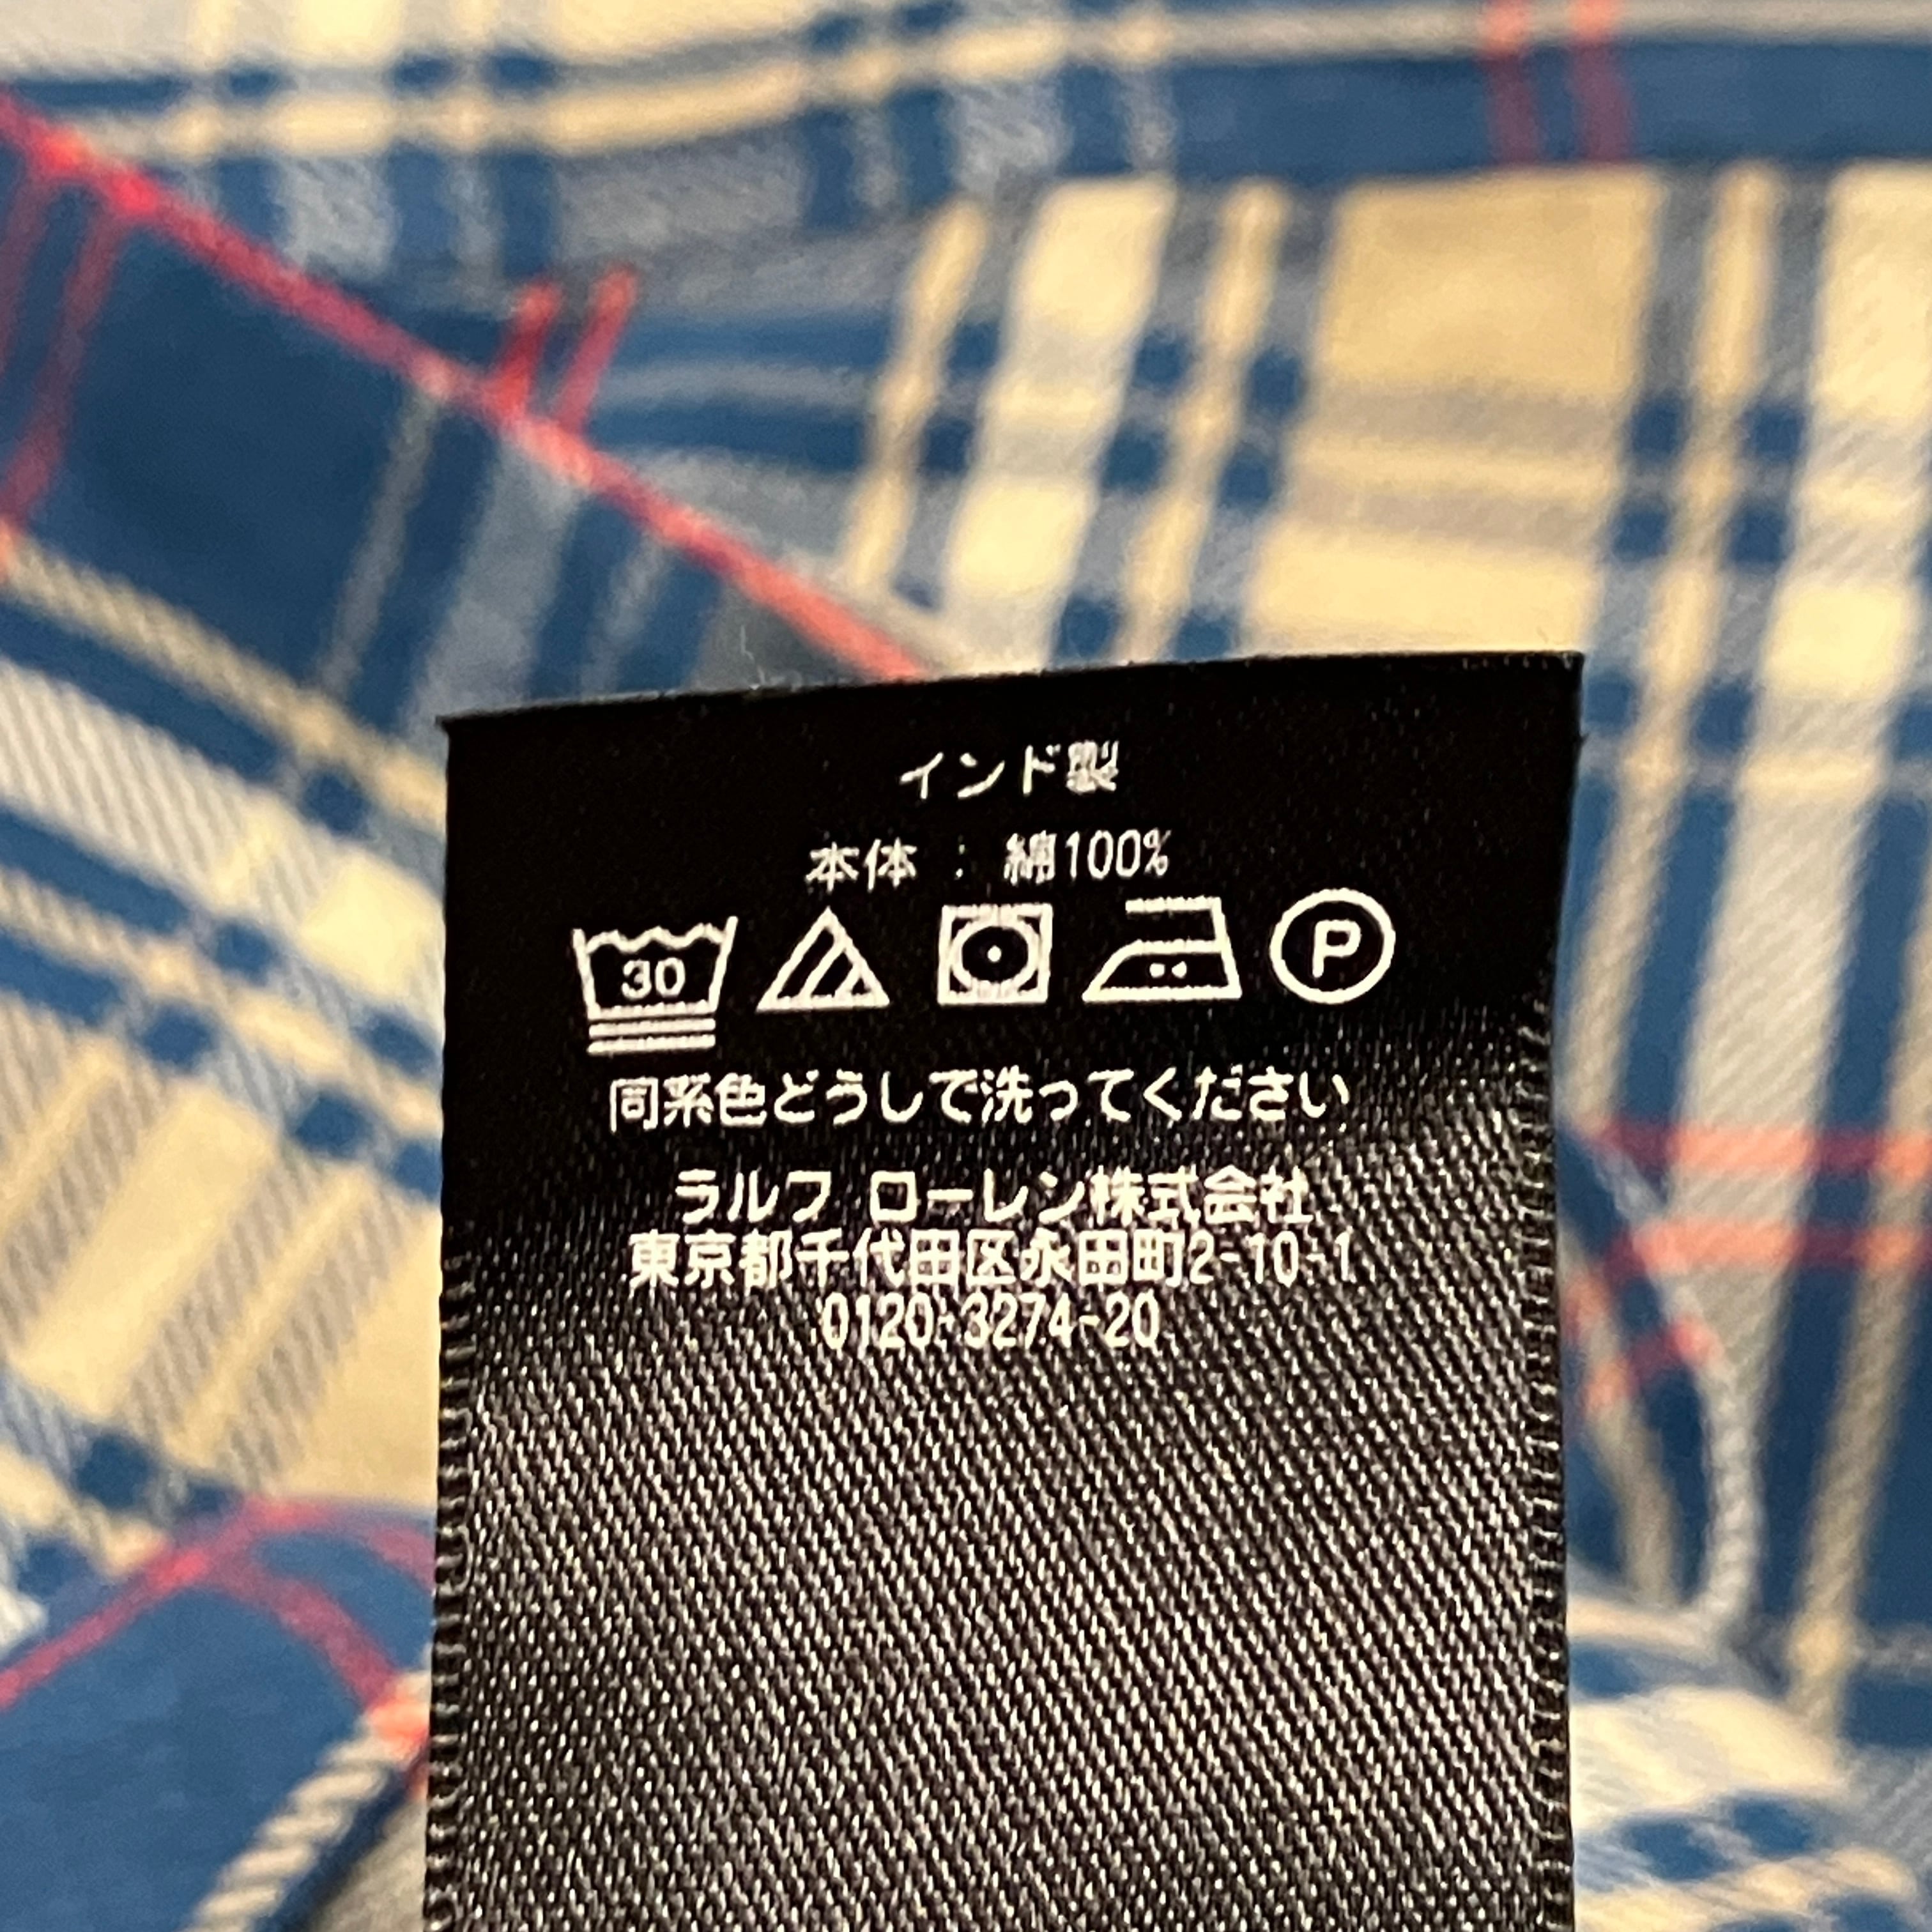 インド製
本体 : 綿100%
30
P
同系色どうしで洗ってください
ラルフ ローレン株式会社
東京都千代田区永田町2-10-1
0120-3274-20